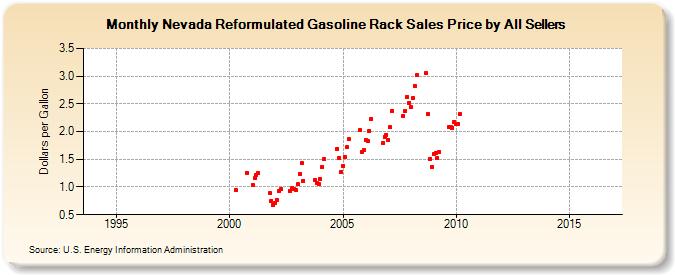 Monthly Nevada Reformulated Gasoline Rack Sales Price by All Sellers
Dollars per Gallon
3.5
3.0
2.5
2.0
1.5
1.0
0.5
1995 2000 2005 2010 2015
Source: U.S. Energy Information Administration